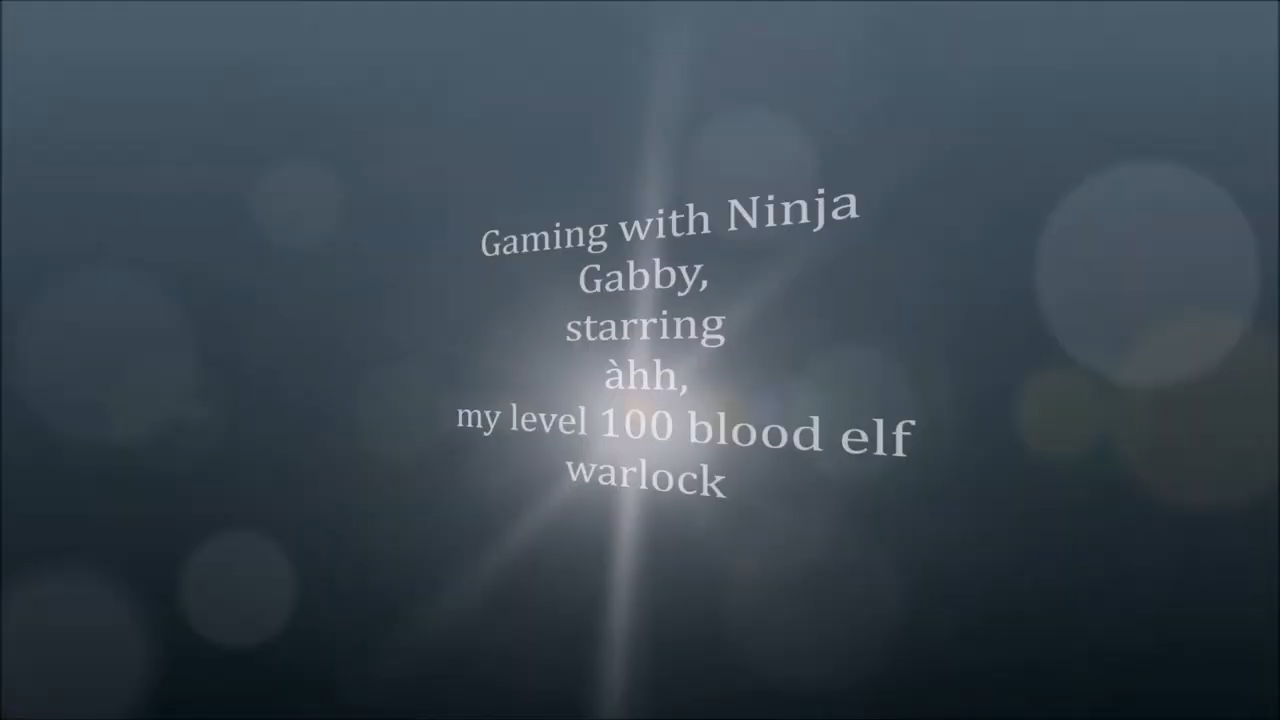 Gaming with Ninja
Gabby,
starring
àhh,
my level 100 blood elf
warlock